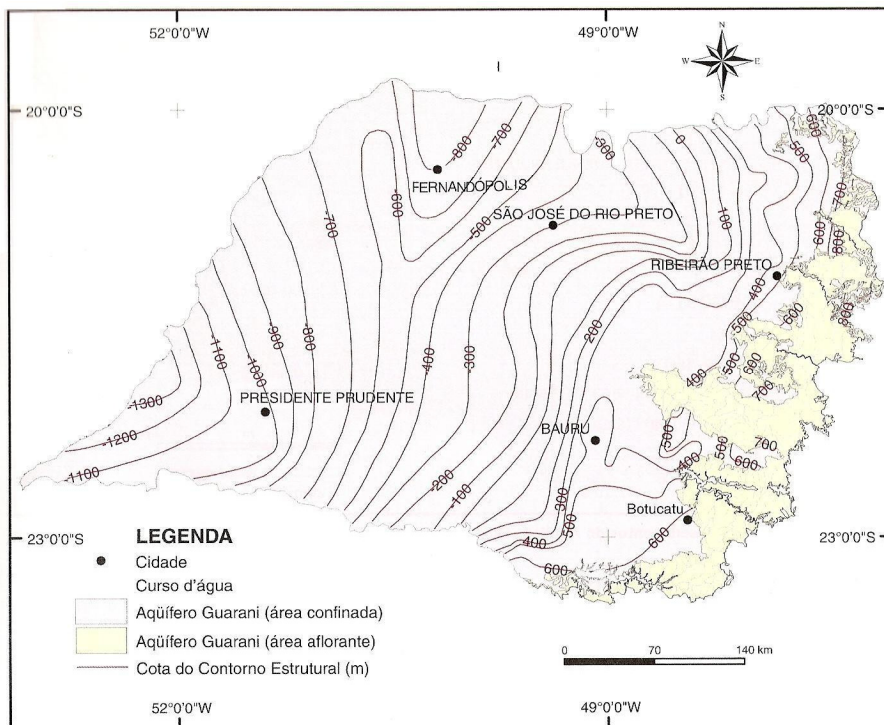 52°0'0"W
49°0'0"W
N
W
E
S
20°0'0"S
20°0'0"S
-800
-700
-300
0
500
600
FERNANDÓPOLIS
-600
-700
-500
SÃO JOSÉ DO RIO PRETO
100
700
600
800
RIBEIRÃO PRETO
400
200
500
600
800
-800
-900
-1000
-1100
-400
-300
400
500
600
700
-1300
-1200
-1100
PRESIDENTE PRUDENTE
BAURU
500
700
500
600
-400
-200
-100
300
500
400
600
Botucatu
600
23°0'0"S
23°0'0"S
LEGENDA
Cidade
Curso d'água
Aqüífero Guarani (área confinada)
Aqüífero Guarani (área aflorante)
Cota do Contorno Estrutural (m)
0
70
140 km
52°0'0"W
49°0'0"W